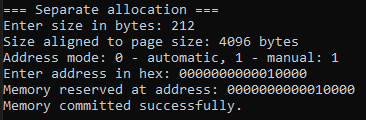 === Separate allocation ===
Enter size in bytes: 212
Size aligned to page size: 4096 bytes
Address mode: 0 - automatic, 1 - manual: 1
Enter address in hex: 0000000000010000
Memory reserved at address: 0000000000010000
Memory committed successfully.